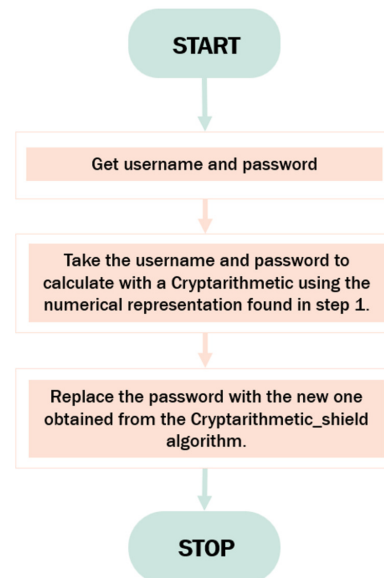 START
Get username and password
Take the username and password to
calculate with a Cryptarithmetic using the
numerical representation found in step 1.
Replace the password with the new one
obtained from the Cryptarithmetic_shield
algorithm.
STOP